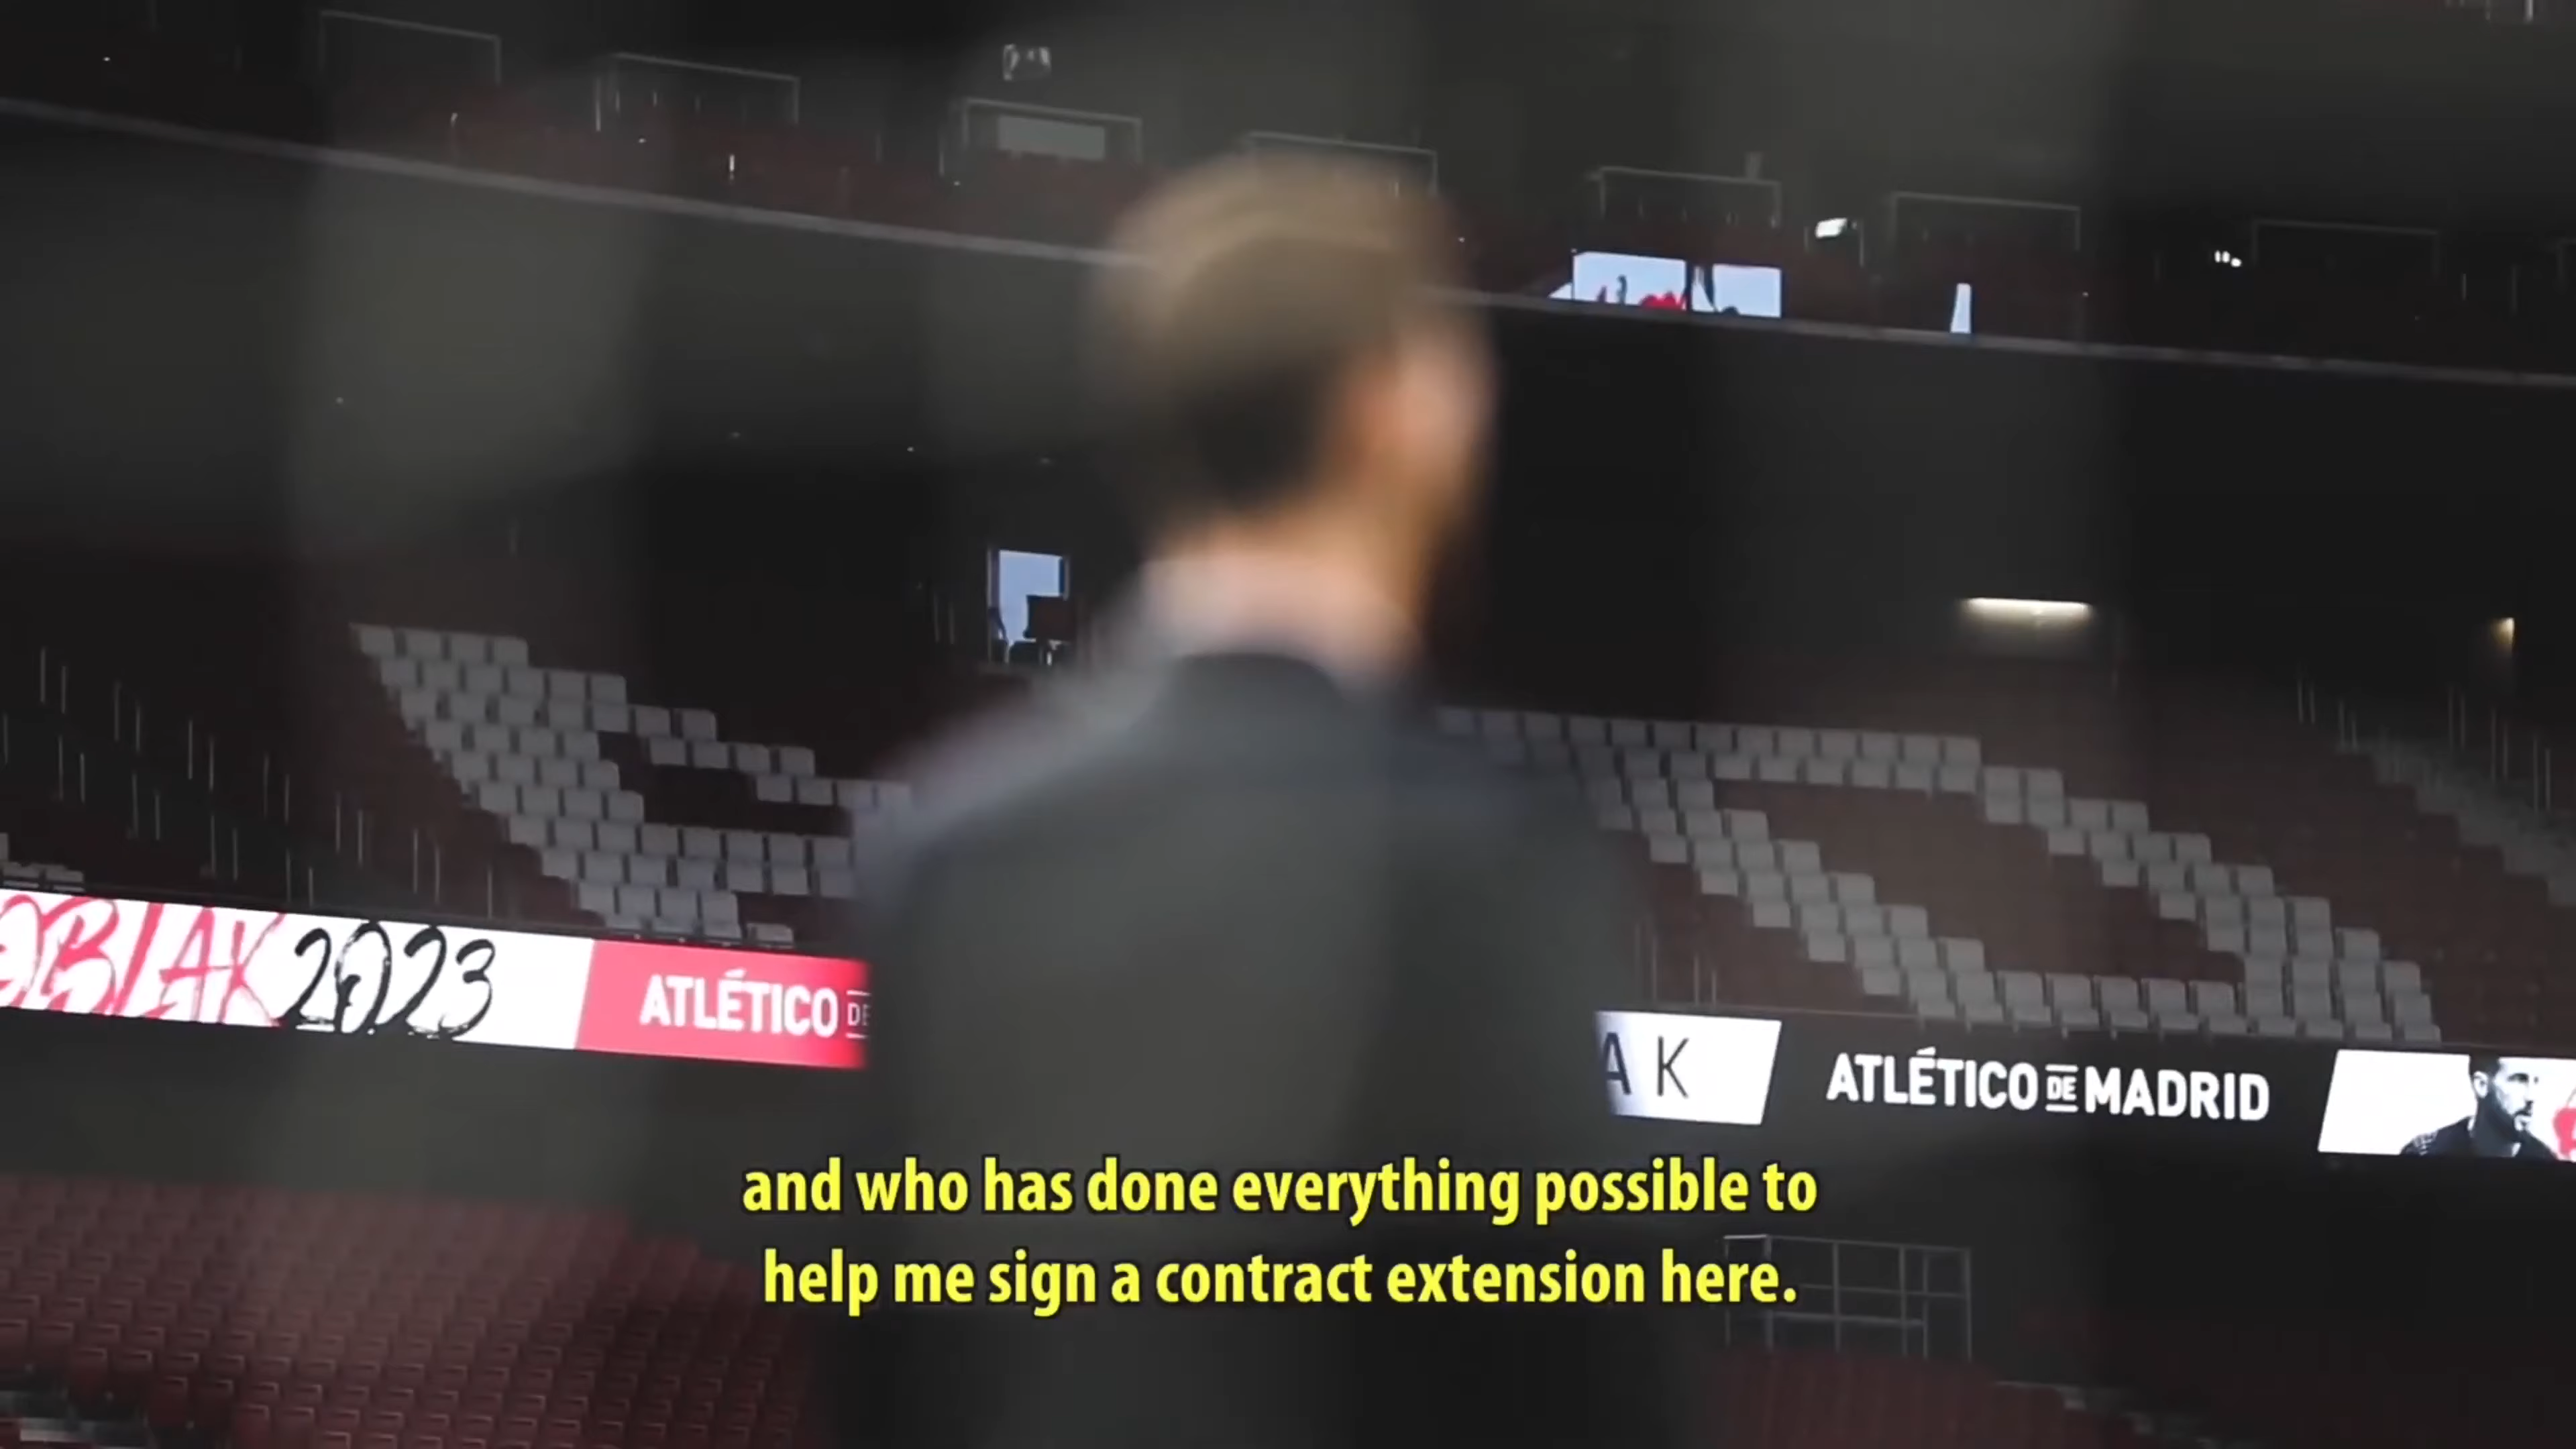 OBLAK 2023
ATLÉTICO DE
AK
ATLÉTICO DE MADRID
and who has done everything possible to
help me sign a contract extension here.